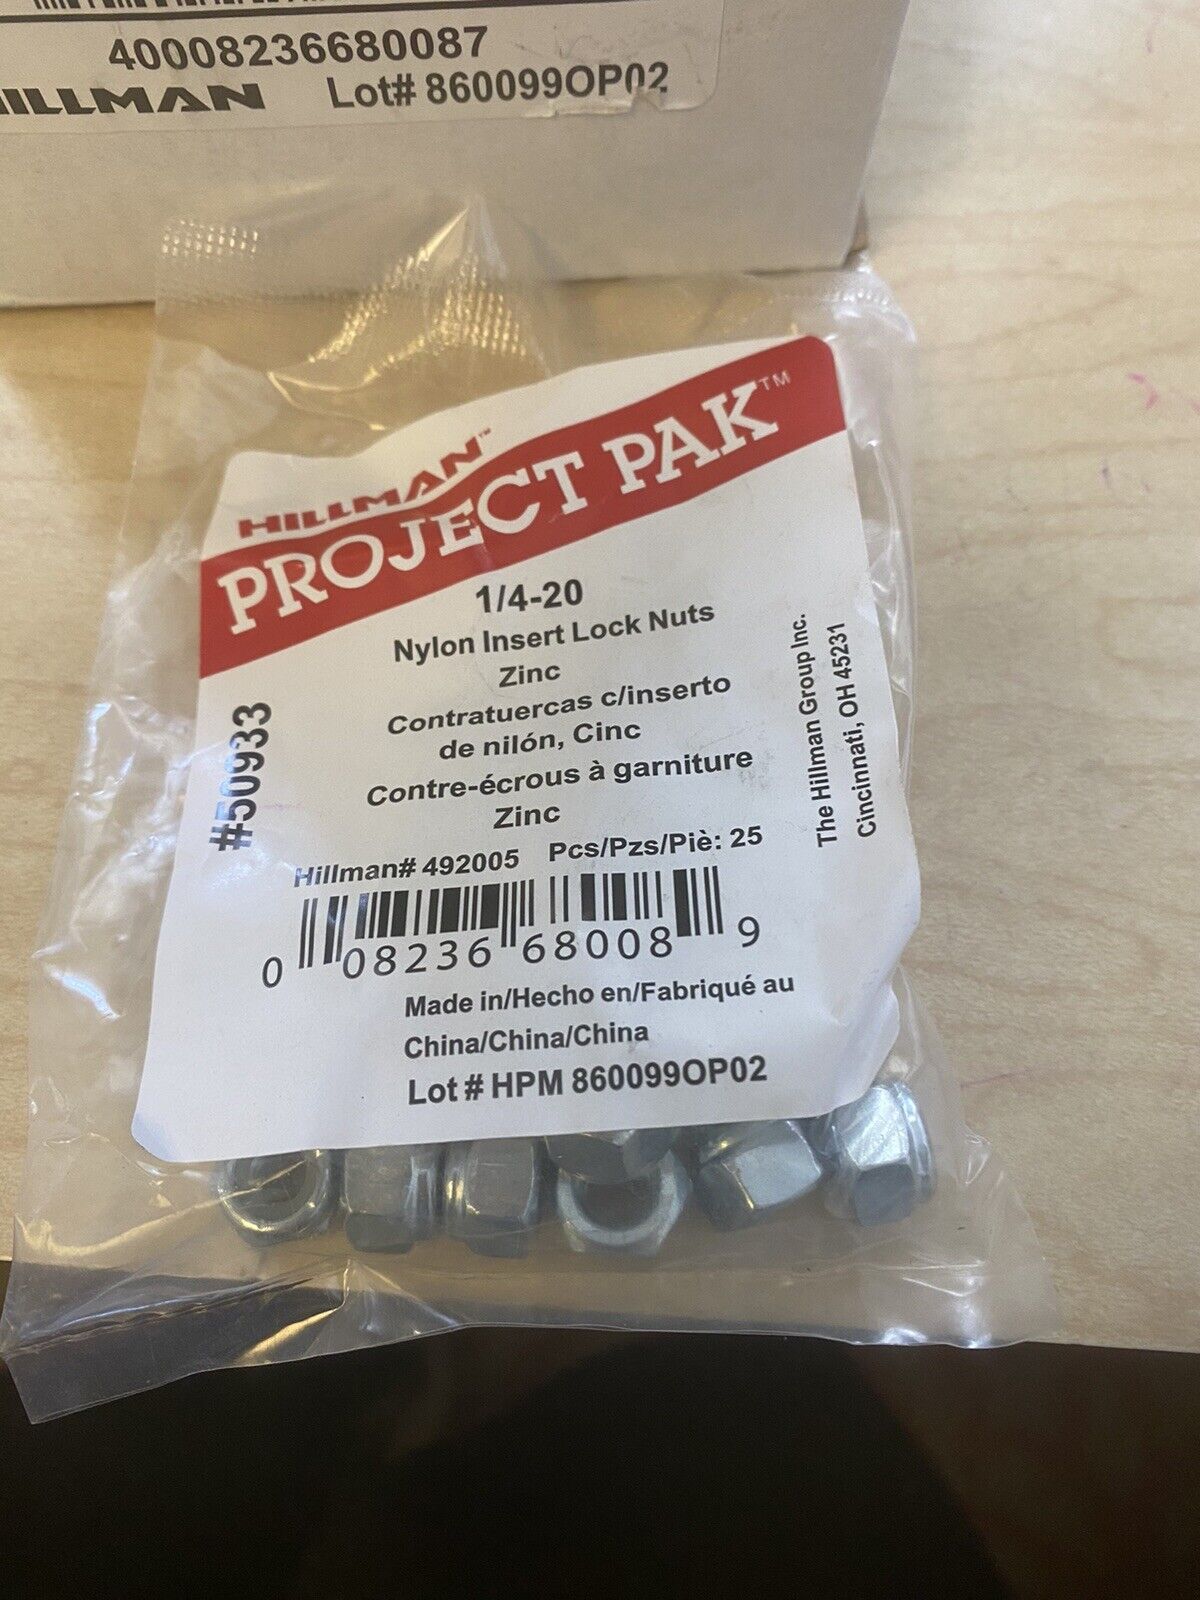 40008236680087
HILLMAN Lot# 860099OP02
HILLMAN™
PROJECT PAK™
1/4-20
Nylon Insert Lock Nuts
Zinc
Contratuercas c/inserto
de nilón, Cinc
Contre-écrous à garniture
Zinc
#50933
The Hillman Group Inc.
Cincinnati, OH 45231
Hillman# 492005 Pcs/Pzs/Piè: 25
0 08236 68008 9
Made in/Hecho en/Fabriqué au
China/China/China
Lot # HPM 860099OP02